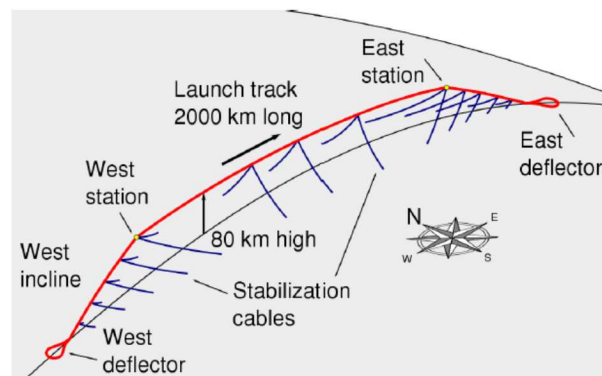 East
station
Launch track
2000 km long
East
deflector
West
station
80 km high
N
E
W
S
West
incline
Stabilization
cables
West
deflector